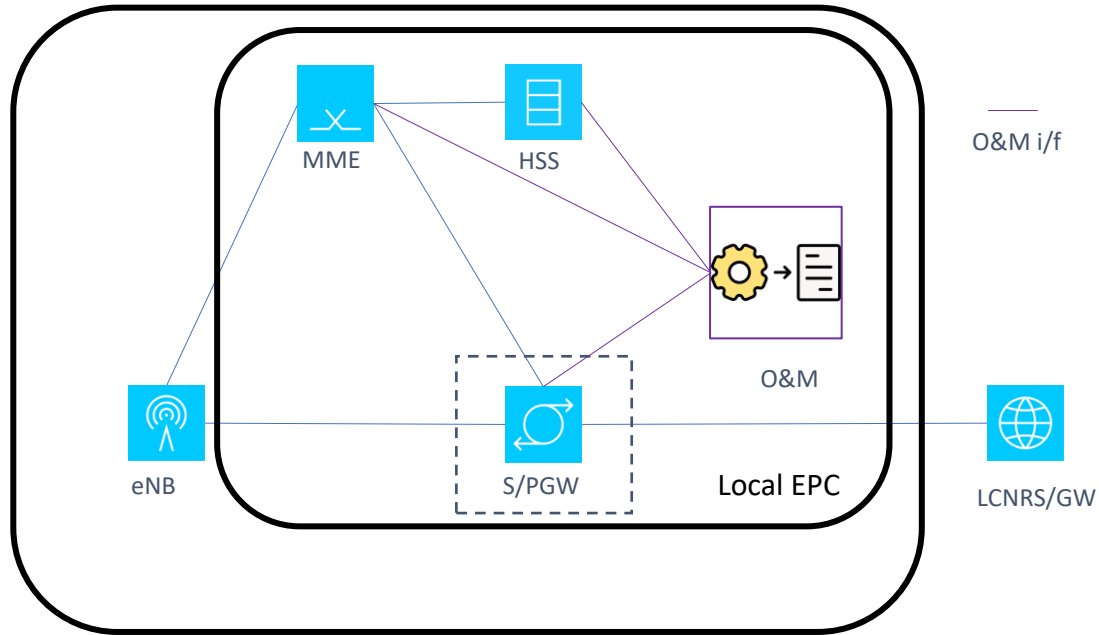 MME
HSS
O&M i/f
O&M
eNB
S/PGW
Local EPC
LCNRS/GW